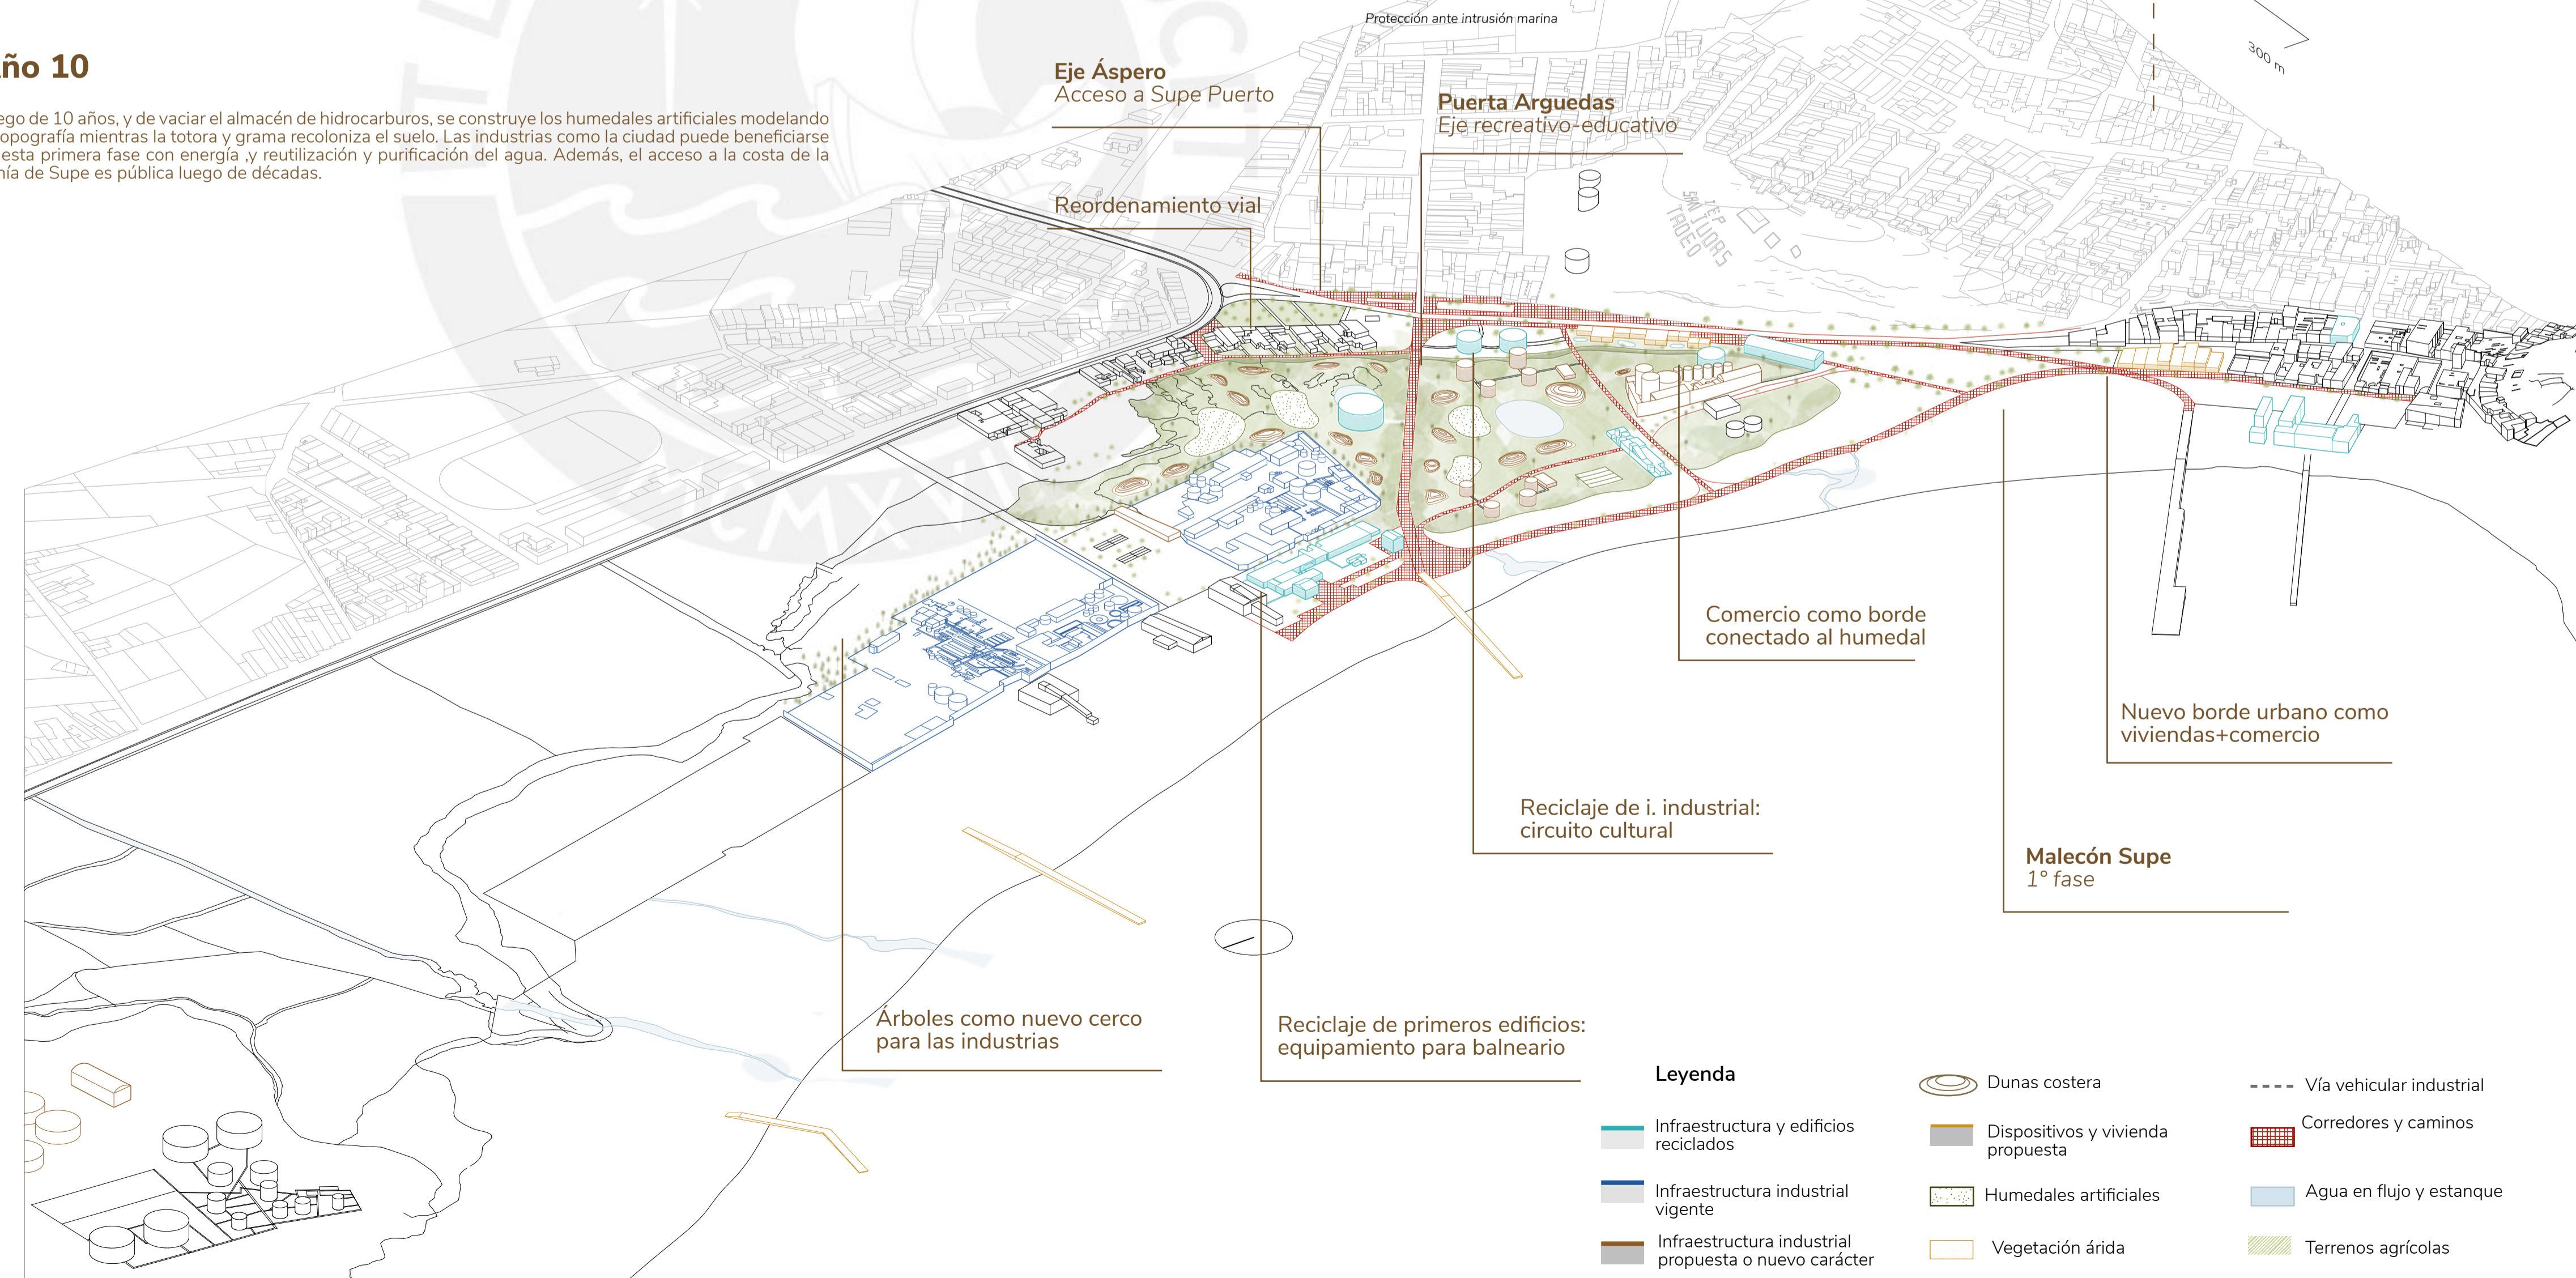 Protección ante intrusión marina
300 m
ño 10
ego de 10 años, y de vaciar el almacén de hidrocarburos, se construye los humedales artificiales modelando
opografía mientras la totora y grama recoloniza el suelo. Las industrias como la ciudad puede beneficiarse
esta primera fase con energía ,y reutilización y purificación del agua. Además, el acceso a la costa de la
hía de Supe es pública luego de décadas.
Eje Áspero
Acceso a Supe Puerto
Puerta Arguedas
Eje recreativo-educativo
Reordenamiento vial
IEP
SAN JUDAS
TADEO
Comercio como borde
conectado al humedal
Nuevo borde urbano como
viviendas+comercio
Reciclaje de i. industrial:
circuito cultural
Malecón Supe
1° fase
Árboles como nuevo cerco
para las industrias
Reciclaje de primeros edificios:
equipamiento para balneario
Leyenda
Infraestructura y edificios
reciclados
Infraestructura industrial
vigente
Infraestructura industrial
propuesta o nuevo carácter
Dunas costera
Dispositivos y vivienda
propuesta
Humedales artificiales
Vegetación árida
Vía vehicular industrial
Corredores y caminos
Agua en flujo y estanque
Terrenos agrícolas